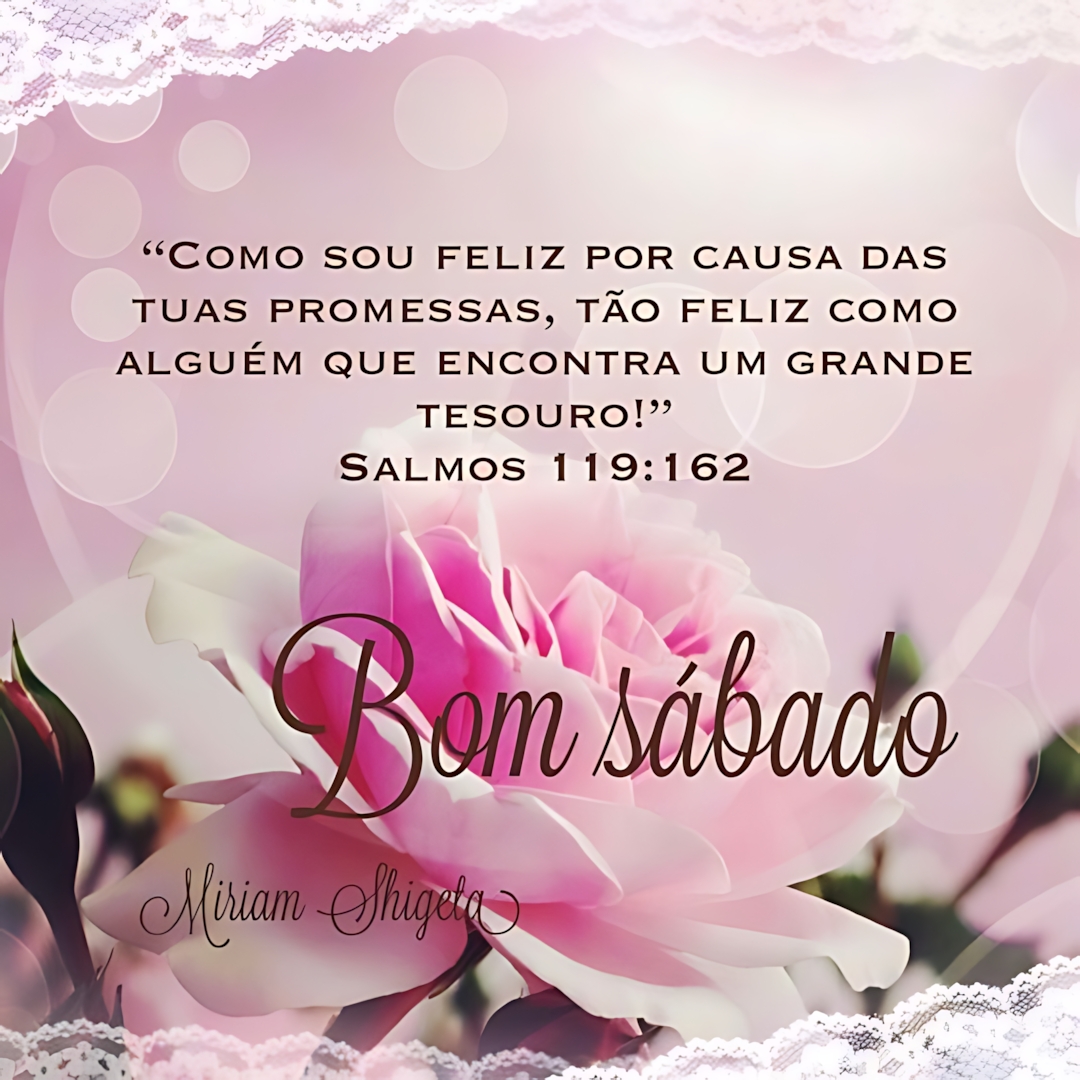 “Como sou feliz por causa das
tuas promessas, tão feliz como
alguém que encontra um grande
tesouro!”
Salmos 119:162
Bom sábado
Miriam Shigeta